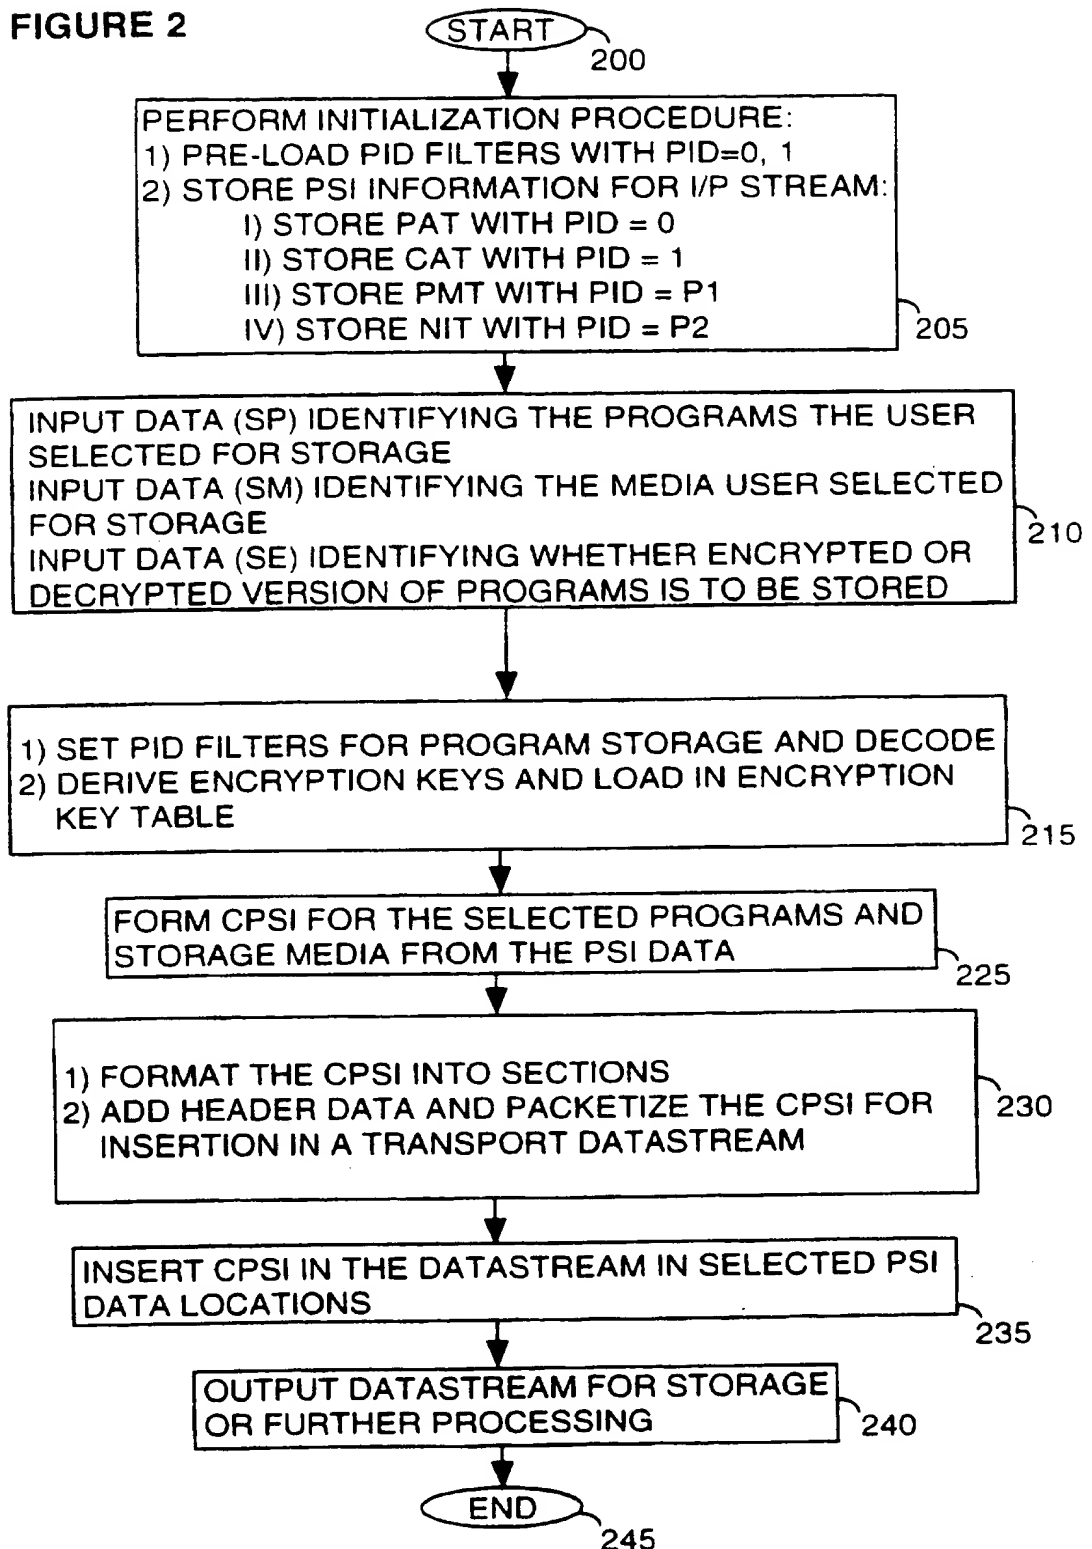 FIGURE 2
START
200
PERFORM INITIALIZATION PROCEDURE:
1) PRE-LOAD PID FILTERS WITH PID=0, 1
2) STORE PSI INFORMATION FOR I/P STREAM:
I) STORE PAT WITH PID = 0
II) STORE CAT WITH PID = 1
III) STORE PMT WITH PID = P1
IV) STORE NIT WITH PID = P2
205
INPUT DATA (SP) IDENTIFYING THE PROGRAMS THE USER
SELECTED FOR STORAGE
INPUT DATA (SM) IDENTIFYING THE MEDIA USER SELECTED
FOR STORAGE
INPUT DATA (SE) IDENTIFYING WHETHER ENCRYPTED OR
DECRYPTED VERSION OF PROGRAMS IS TO BE STORED
210
1) SET PID FILTERS FOR PROGRAM STORAGE AND DECODE
2) DERIVE ENCRYPTION KEYS AND LOAD IN ENCRYPTION
KEY TABLE
215
FORM CPSI FOR THE SELECTED PROGRAMS AND
STORAGE MEDIA FROM THE PSI DATA
225
1) FORMAT THE CPSI INTO SECTIONS
2) ADD HEADER DATA AND PACKETIZE THE CPSI FOR
INSERTION IN A TRANSPORT DATASTREAM
230
INSERT CPSI IN THE DATASTREAM IN SELECTED PSI
DATA LOCATIONS
235
OUTPUT DATASTREAM FOR STORAGE
OR FURTHER PROCESSING
240
END
245